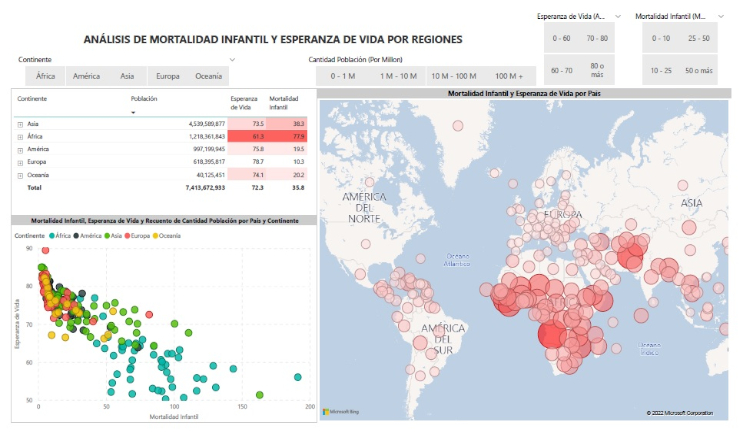 Esperanza de Vida (A...
Mortalidad Infantil (M...
ANÁLISIS DE MORTALIDAD INFANTIL Y ESPERANZA DE VIDA POR REGIONES
0 - 60
70 - 80
0 - 10
25 - 50
60 - 70
80 o más
10 - 25
50 o más
Continente
África
América
Asia
Europa
Oceanía
Cantidad Población (Por Millon)
0 - 1 M
1 M - 10 M
10 M - 100 M
100 M +
Continente Población Esperanza de Vida Mortalidad Infantil
Asia 4,539,589,877 73.5 38.3
África 1,218,361,843 61.3 77.9
América 997,199,945 75.8 19.5
Europa 618,395,817 78.7 10.3
Oceanía 40,125,451 74.1 20.2
Total 7,413,672,933 72.3 35.8
Mortalidad Infantil, Esperanza de Vida y Recuento de Cantidad Población por País y Continente
Continente África América Asia Europa Oceanía
Esperanza de Vida
90
80
70
60
50
0
50
100
150
200
Mortalidad Infantil
Mortalidad Infantil y Esperanza de Vida por País
AMÉRICA DEL NORTE
EUROPA
ASIA
Océano Atlántico
AMÉRICA DEL SUR
Océano Índico
Microsoft Bing
© 2022 Microsoft Corporation